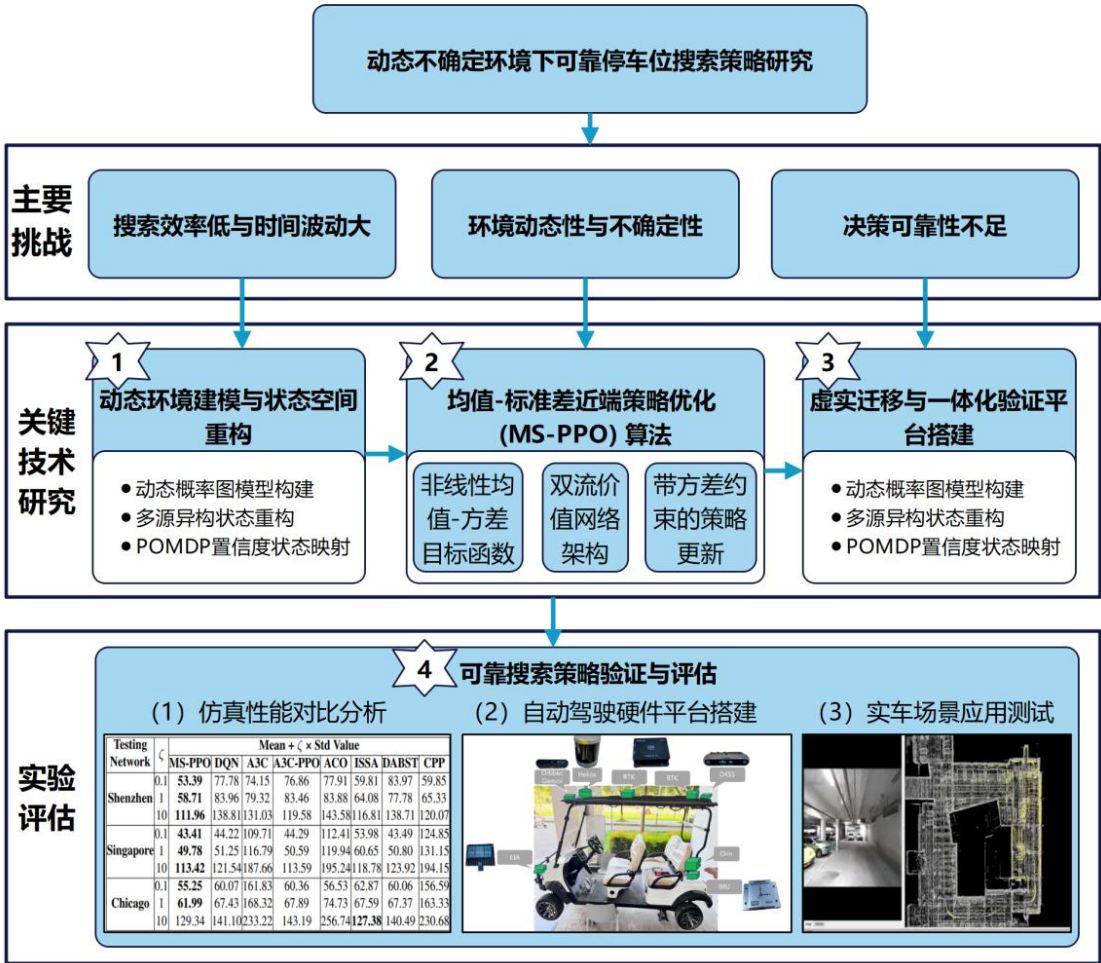 动态不确定环境下可靠停车位搜索策略研究
主要
挑战
搜索效率低与时间波动大
环境动态性与不确定性
决策可靠性不足
关键
技术
研究
1
动态环境建模与状态空间
重构
● 动态概率图模型构建
● 多源异构状态重构
● POMDP置信度状态映射
2
均值-标准差近端策略优化
(MS-PPO) 算法
非线性均
值-方差
目标函数
双流价
值网络
架构
带方差约
束的策略
更新
3
虚实迁移与一体化验证平
台搭建
● 动态概率图模型构建
● 多源异构状态重构
● POMDP置信度状态映射
实验
评估
4
可靠搜索策略验证与评估
（1）仿真性能对比分析
Testing Network ζ Mean + ζ × Std Value
MS-PPO DQN A3C A3C-PPO ACO ISSA DABST CPP
Shenzhen
0.1 53.39 77.78 74.15 76.86 77.91 59.81 83.97 59.85
1 58.71 83.96 79.32 83.46 83.88 64.08 77.78 65.33
10 111.96 138.81 131.03 119.58 143.58 116.81 138.71 120.07
Singapore
0.1 43.41 44.22 109.71 44.29 112.41 53.98 43.49 124.85
1 49.78 51.25 116.79 50.59 119.94 60.65 50.80 131.15
10 113.42 121.54 187.66 113.59 195.24 118.78 123.92 194.15
Chicago
0.1 55.25 60.07 161.83 60.36 56.53 62.87 60.06 156.59
1 61.99 67.43 168.32 67.89 74.73 67.59 67.37 163.33
10 129.34 141.10 233.22 143.19 256.74 127.38 140.49 230.68
（2）自动驾驶硬件平台搭建
Orbbec
Gemini
Helios
RTK
RTK
D455
Orin
IMU
（3）实车场景应用测试